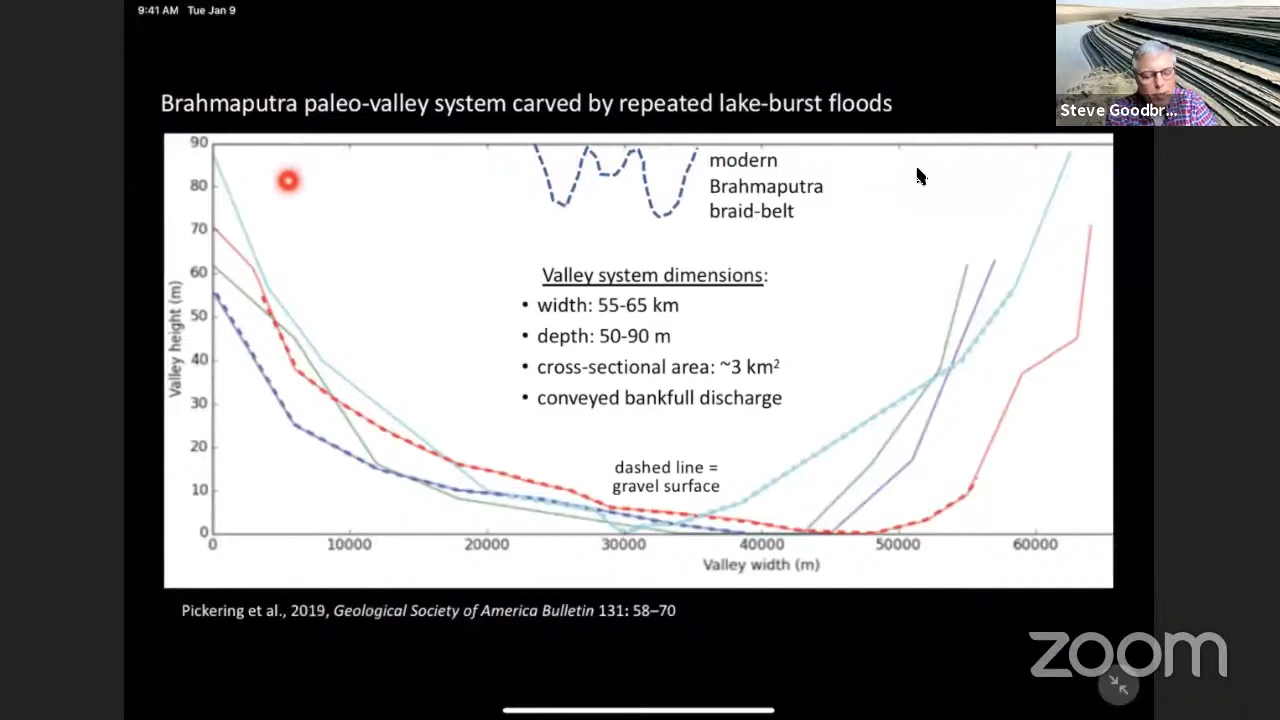 9:41 AM Tue Jan 9
Steve Goodbr...
Brahmaputra paleo-valley system carved by repeated lake-burst floods
90
80
70
60
50
40
30
20
10
0
Valley height (m)
modern
Brahmaputra
braid-belt
Valley system dimensions:
• width: 55-65 km
• depth: 50-90 m
• cross-sectional area: ~3 km²
• conveyed bankfull discharge
dashed line =
gravel surface
0 10000 20000 30000 40000 50000 60000
Valley width (m)
Pickering et al., 2019, Geological Society of America Bulletin 131: 58–70
zoom